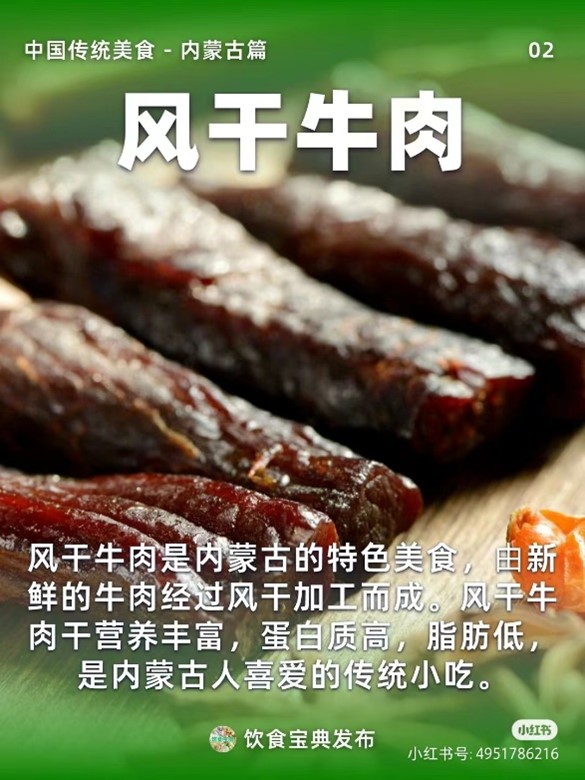 中国传统美食 - 内蒙古篇
02
风干牛肉
风干牛肉是内蒙古的特色美食，由新
鲜的牛肉经过风干加工而成。风干牛
肉干营养丰富，蛋白质高，脂肪低，
是内蒙古人喜爱的传统小吃。
饮食宝典发布
小红书
小红书号: 4951786216